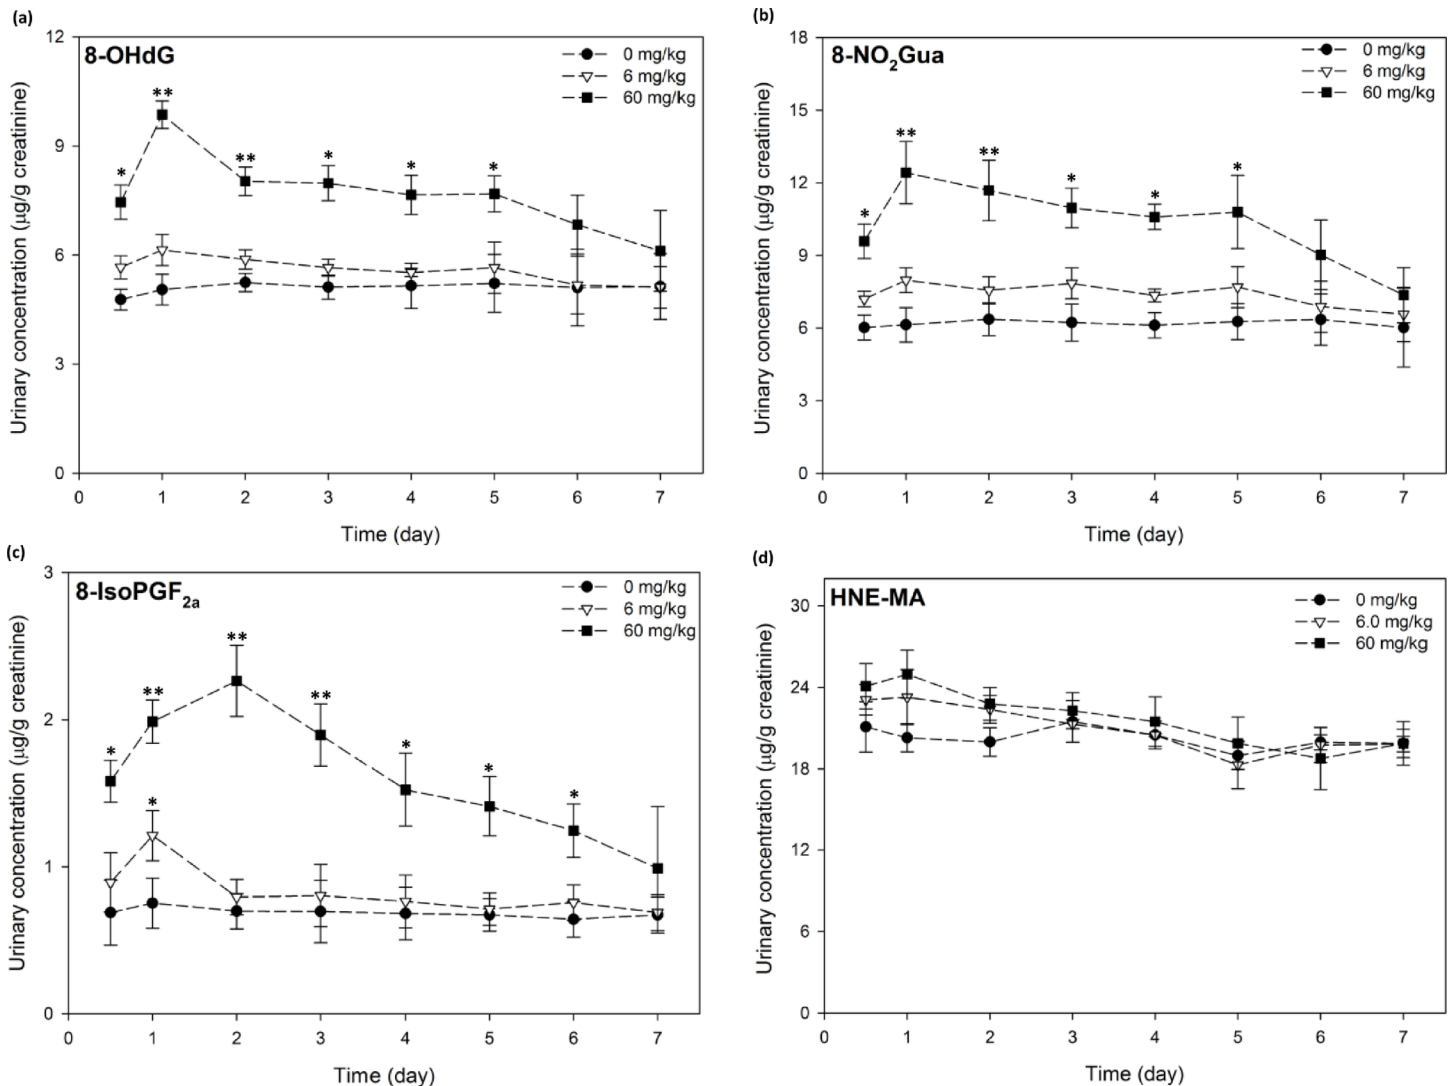 (a)
8-OHdG
0 mg/kg
6 mg/kg
60 mg/kg
Urinary concentration (µg/g creatinine)
12
9
6
3
0
* ** ** * * *
0 1 2 3 4 5 6 7
Time (day)
(b)
8-NO2Gua
0 mg/kg
6 mg/kg
60 mg/kg
Urinary concentration (µg/g creatinine)
18
15
12
9
6
3
0
* ** ** * * *
0 1 2 3 4 5 6 7
Time (day)
(c)
8-IsoPGF2a
0 mg/kg
6 mg/kg
60 mg/kg
Urinary concentration (µg/g creatinine)
3
2
1
0
* ** ** ** * * *
*
0 1 2 3 4 5 6 7
Time (day)
(d)
HNE-MA
0 mg/kg
6.0 mg/kg
60 mg/kg
Urinary concentration (µg/g creatinine)
30
24
18
12
6
0
0 1 2 3 4 5 6 7
Time (day)